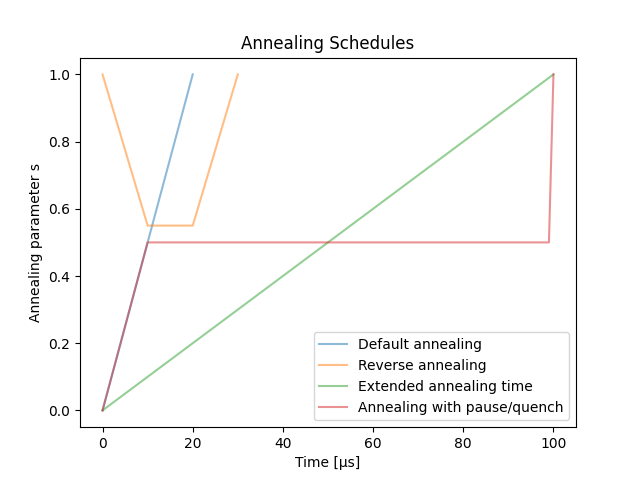 Annealing Schedules
1.0
0.8
0.6
0.4
0.2
0.0
Annealing parameter s
Default annealing
Reverse annealing
Extended annealing time
Annealing with pause/quench
0
20
40
60
80
100
Time [μs]